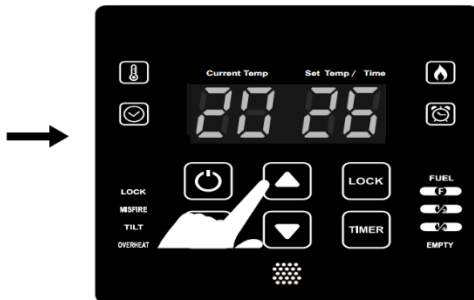 Current Temp Set Temp / Time
20 26
LOCK
FUEL
F
LOCK
MISFIRE
TILT
TIMER
OVERHEAT
EMPTY